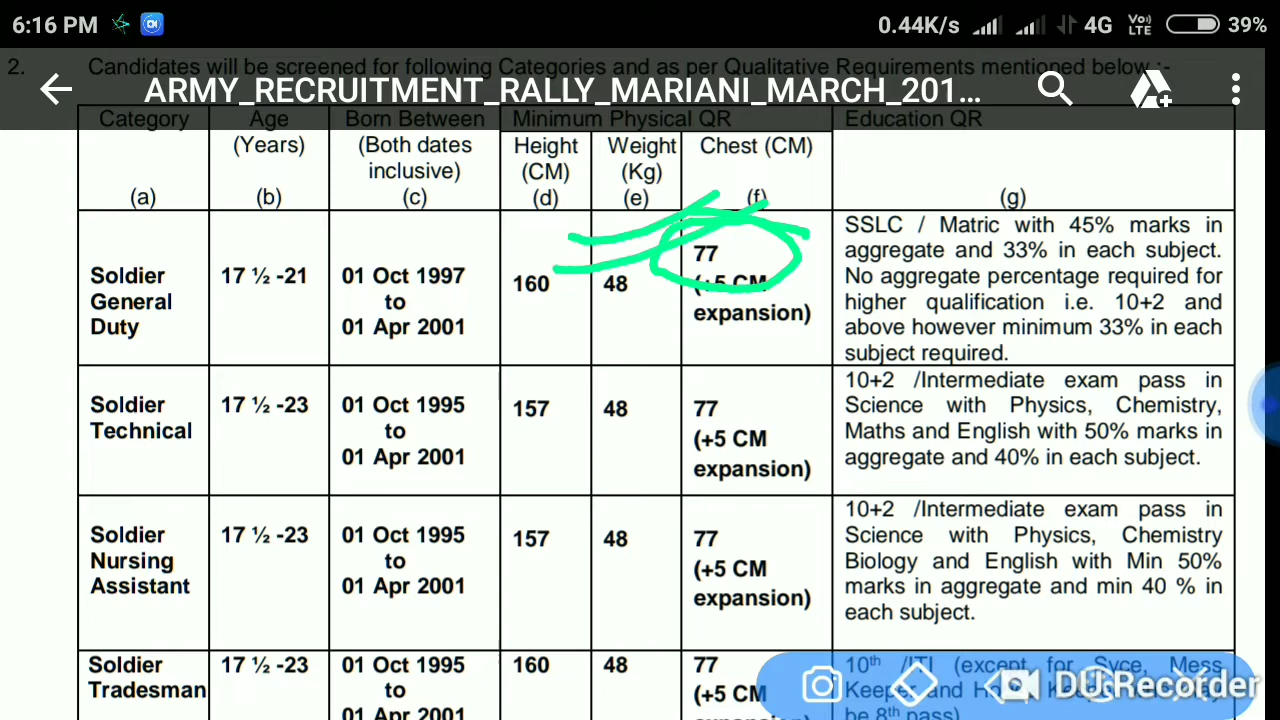 6:16 PM 0.44K/s 4G VoLTE 39%
2. Candidates will be screened for following Categories and as per Qualitative Requirements mentioned below :-
ARMY_RECRUITMENT_RALLY_MARIANI_MARCH_201...
Category Age Born Between Minimum Physical QR Education QR
(Years) (Both dates inclusive) Height (CM) Weight (Kg) Chest (CM)
(a) (b) (c) (d) (e) (f) (g)
Soldier General Duty
17 ½ -21
01 Oct 1997
to
01 Apr 2001
160
48
77
(+5 CM
expansion)
SSLC / Matric with 45% marks in
aggregate and 33% in each subject.
No aggregate percentage required for
higher qualification i.e. 10+2 and
above however minimum 33% in each
subject required.
Soldier
Technical
17 ½ -23
01 Oct 1995
to
01 Apr 2001
157
48
77
(+5 CM
expansion)
10+2 /Intermediate exam pass in
Science with Physics, Chemistry,
Maths and English with 50% marks in
aggregate and 40% in each subject.
Soldier
Nursing
Assistant
17 ½ -23
01 Oct 1995
to
01 Apr 2001
157
48
77
(+5 CM
expansion)
10+2 /Intermediate exam pass in
Science with Physics, Chemistry
Biology and English with Min 50%
marks in aggregate and min 40 % in
each subject.
Soldier
Tradesman
17 ½ -23
01 Oct 1995
to
01 Apr 2001
160
48
77
(+5 CM
expansion)
10th /ITI (except for Syce, Mess
Keeper and
be 8th pass)
DU Recorder